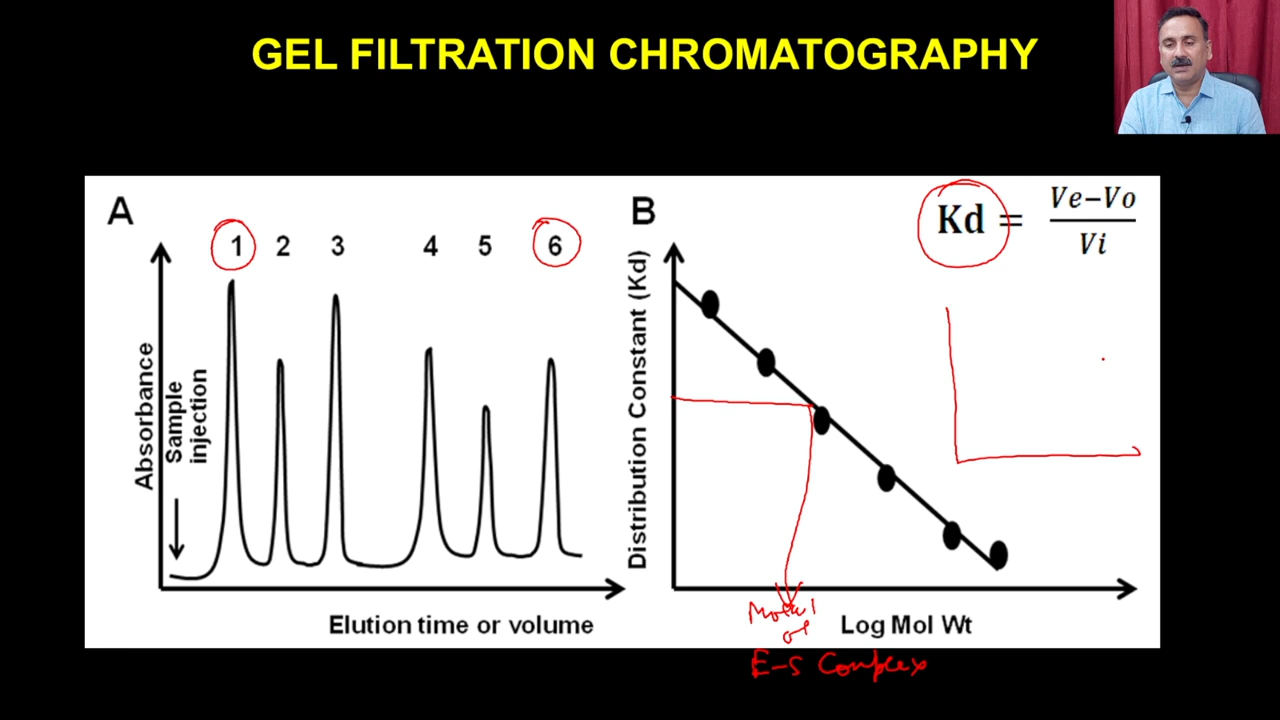 GEL FILTRATION CHROMATOGRAPHY
A
1 2 3 4 5 6
Absorbance
Sample
injection
Elution time or volume
B
Kd = Ve–Vo
Vi
Distribution Constant (Kd)
Log Mol Wt
of
E-S Complex